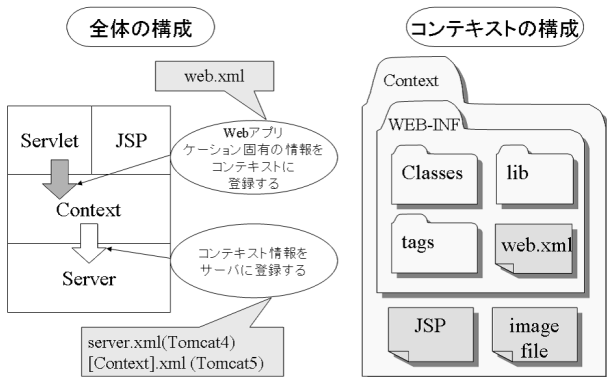 全体の構成
web.xml
Servlet
JSP
Webアプリ
ケーション固有の情報を
コンテキストに
登録する
Context
コンテキスト情報を
サーバに登録する
Server
server.xml(Tomcat4)
[Context].xml (Tomcat5)
コンテキストの構成
Context
WEB-INF
Classes
lib
tags
web.xml
JSP
image
file